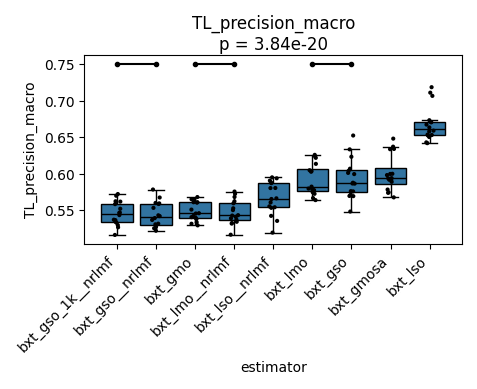 TL_precision_macro
p = 3.84e-20
TL_precision_macro
0.75
0.70
0.65
0.60
0.55
bxt_gso_1k__nrlmf
bxt_gso__nrlmf
bxt_gmo
bxt_lmo__nrlmf
bxt_lso__nrlmf
bxt_lmo
bxt_gso
bxt_gmosa
bxt_lso
estimator